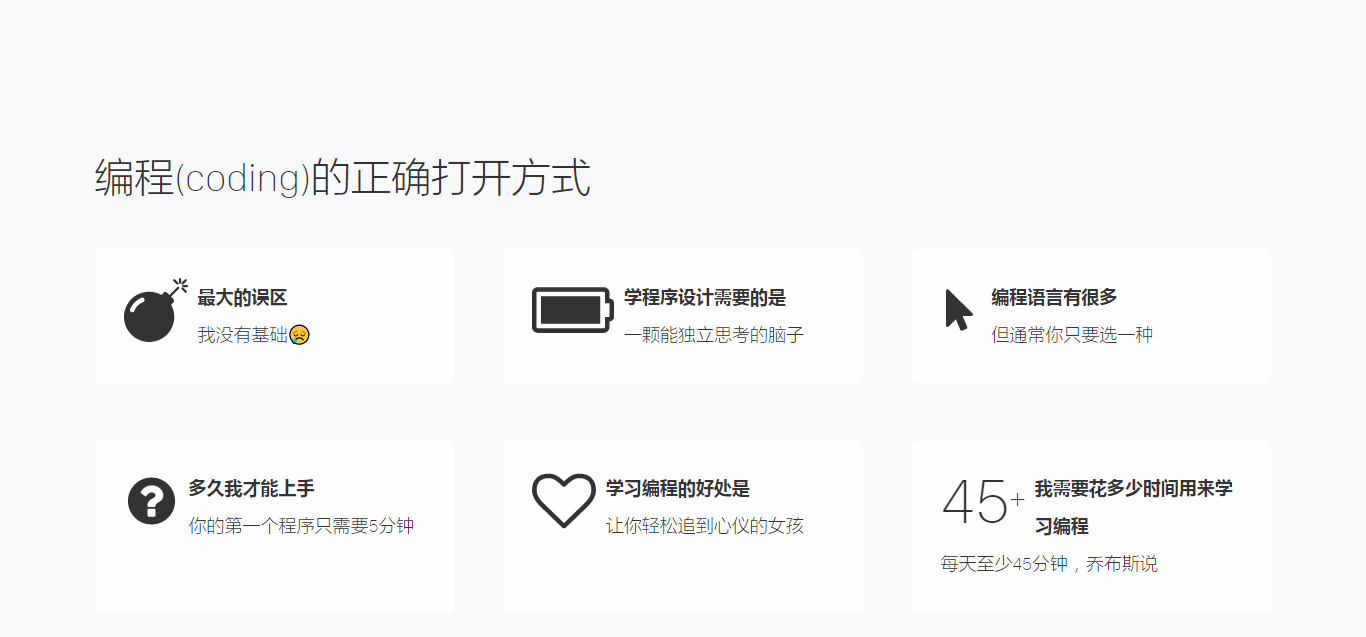 编程(coding)的正确打开方式
最大的误区
我没有基础😥
学程序设计需要的是
一颗能独立思考的脑子
编程语言有很多
但通常你只要选一种
多久我才能上手
你的第一个程序只需要5分钟
学习编程的好处是
让你轻松追到心仪的女孩
45+
我需要花多少时间用来学
习编程
每天至少45分钟，乔布斯说